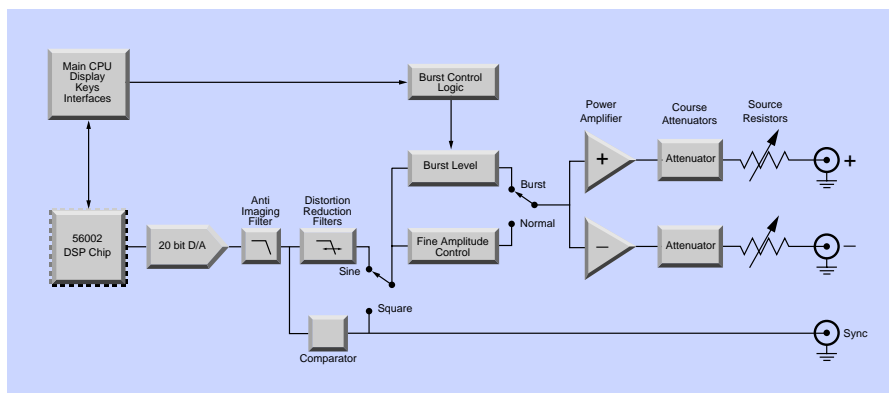 Main CPU
Display
Keys
Interfaces
Burst Control
Logic
Power
Amplifier
Course
Attenuators
Source
Resistors
Burst Level
Burst
+
Attenuator
+
Anti
Imaging
Filter
Distortion
Reduction
Filters
Normal
56002
DSP Chip
20 bit D/A
Fine Amplitude
Control
−
Attenuator
−
Sine
Square
Comparator
Sync